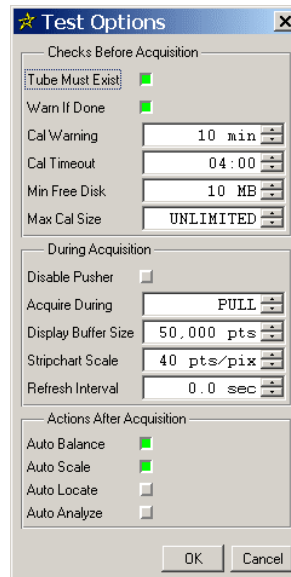 Test Options
Checks Before Acquisition
Tube Must Exist
Warn If Done
Cal Warning 10 min
Cal Timeout 04:00
Min Free Disk 10 MB
Max Cal Size UNLIMITED
During Acquisition
Disable Pusher
Acquire During PULL
Display Buffer Size 50,000 pts
Stripchart Scale 40 pts/pix
Refresh Interval 0.0 sec
Actions After Acquisition
Auto Balance
Auto Scale
Auto Locate
Auto Analyze
OK Cancel